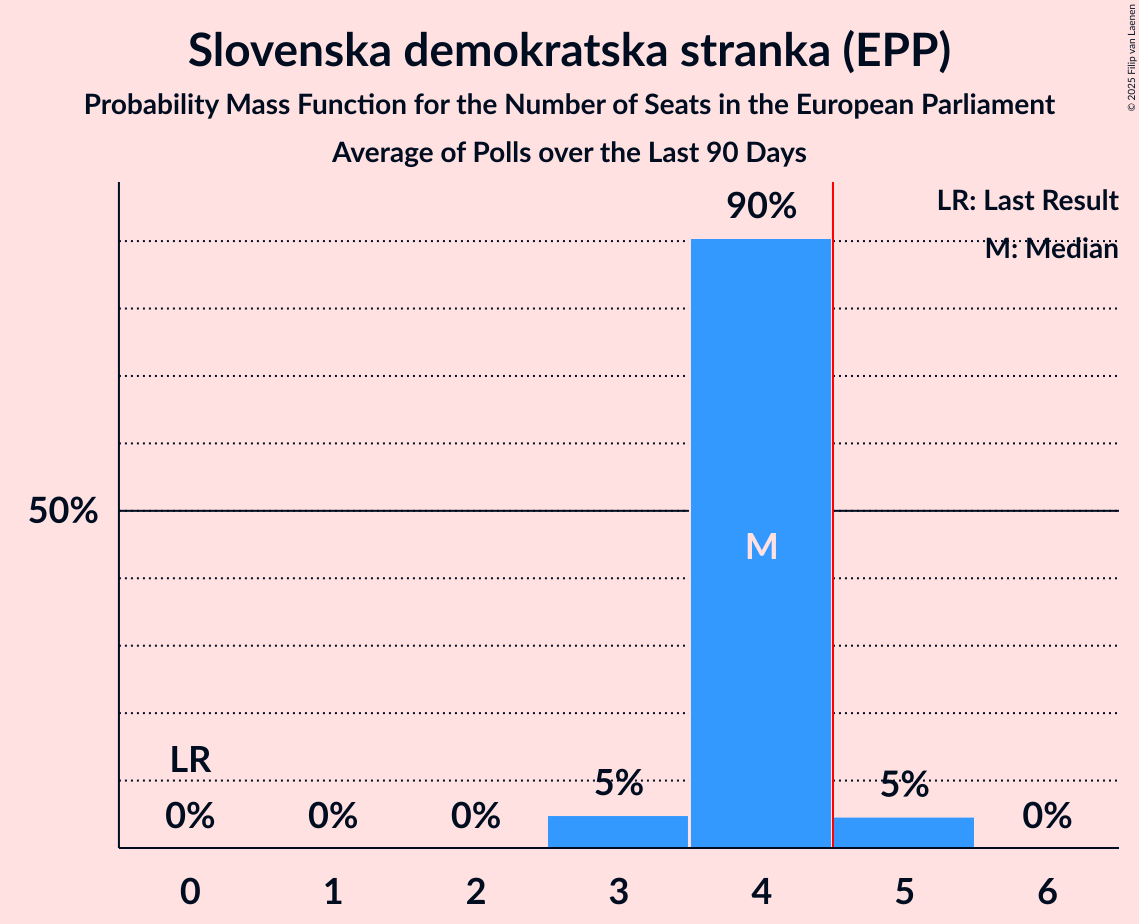 Slovenska demokratska stranka (EPP)
Probability Mass Function for the Number of Seats in the European Parliament
Average of Polls over the Last 90 Days
© 2025 Filip van Laenen
LR: Last Result
M: Median
90%
50%
M
LR
0%
0%
0%
5%
5%
0%
0
1
2
3
4
5
6